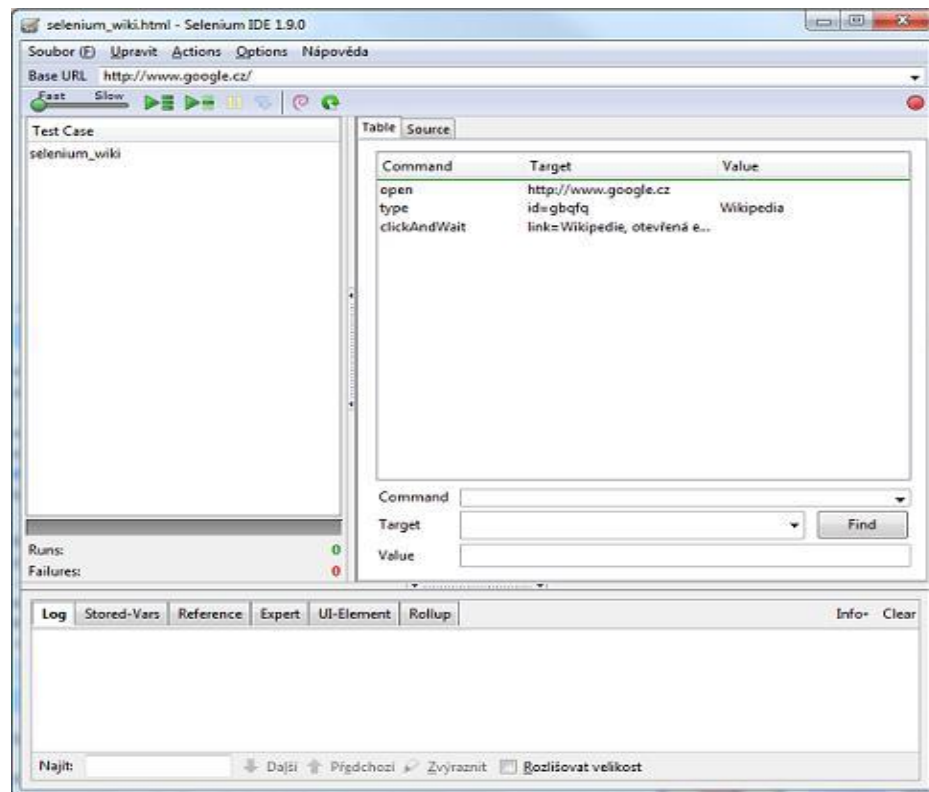 selenium_wiki.html - Selenium IDE 1.9.0
Soubor (F) Upravit Actions Options Nápověda
Base URL http://www.google.cz/
Fast Slow
Test Case
selenium_wiki
Runs: 0
Failures: 0
Table Source
Command Target Value
open http://www.google.cz
type id=gbqfq Wikipedia
clickAndWait link=Wikipedie, otevřená e...
Command
Target Find
Value
Log Stored-Vars Reference Expert UI-Element Rollup Info Clear
Najít: Další Předchozí Zvýraznit Rozlišovat velikost